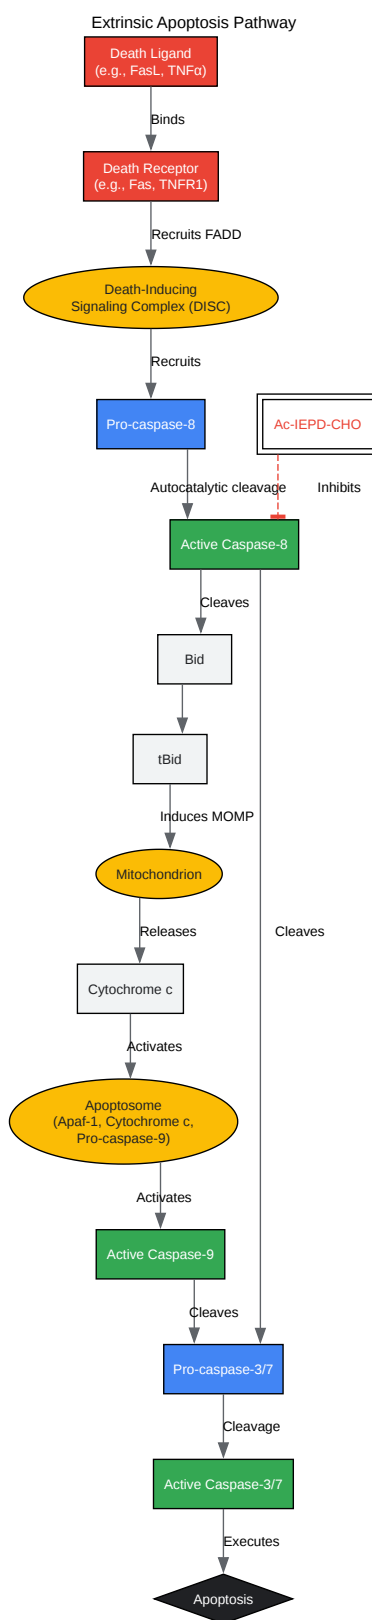 Extrinsic Apoptosis Pathway
Death Ligand
(e.g., FasL, TNFα)
Binds
Death Receptor
(e.g., Fas, TNFR1)
Recruits FADD
Death-Inducing
Signaling Complex (DISC)
Recruits
Pro-caspase-8
Ac-IEPD-CHO
Autocatalytic cleavage
Inhibits
Active Caspase-8
Cleaves
Bid
tBid
Induces MOMP
Mitochondrion
Releases
Cleaves
Cytochrome c
Activates
Apoptosome
(Apaf-1, Cytochrome c,
Pro-caspase-9)
Activates
Active Caspase-9
Cleaves
Pro-caspase-3/7
Cleavage
Active Caspase-3/7
Executes
Apoptosis